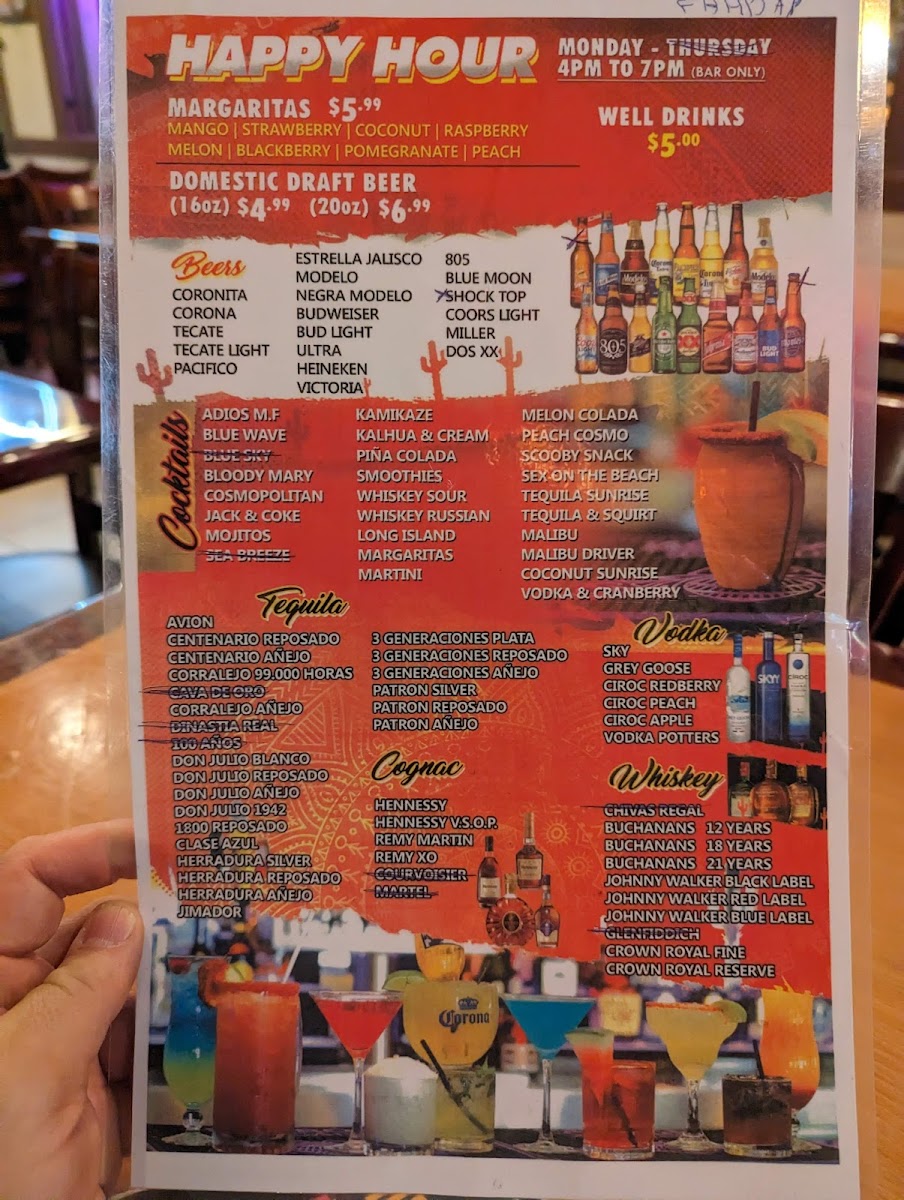 HAPPY HOUR
MONDAY - THURSDAY
4PM TO 7PM (BAR ONLY)
MARGARITAS $5.99
MANGO | STRAWBERRY | COCONUT | RASPBERRY
MELON | BLACKBERRY | POMEGRANATE | PEACH
WELL DRINKS
$5.00
DOMESTIC DRAFT BEER
(16oz) $4.99 (20oz) $6.99
Beers
CORONITA
CORONA
TECATE
TECATE LIGHT
PACIFICO
ESTRELLA JALISCO
MODELO
NEGRA MODELO
BUDWEISER
BUD LIGHT
ULTRA
HEINEKEN
VICTORIA
805
BLUE MOON
SHOCK TOP
COORS LIGHT
MILLER
DOS XX
Cocktails
ADIOS M.F
BLUE WAVE
BLUE SKY
BLOODY MARY
COSMOPOLITAN
JACK & COKE
MOJITOS
SEA BREEZE
KAMIKAZE
KALHUA & CREAM
PIÑA COLADA
SMOOTHIES
WHISKEY SOUR
WHISKEY RUSSIAN
LONG ISLAND
MARGARITAS
MARTINI
MELON COLADA
PEACH COSMO
SCOOBY SNACK
SEX ON THE BEACH
TEQUILA SUNRISE
TEQUILA & SQUIRT
MALIBU
MALIBU DRIVER
COCONUT SUNRISE
VODKA & CRANBERRY
Tequila
AVION
CENTENARIO REPOSADO
CENTENARIO AÑEJO
CORRALEJO 99.000 HORAS
CAVA DE ORO
CORRALEJO AÑEJO
DINASTIA REAL
100 AÑOS
DON JULIO BLANCO
DON JULIO REPOSADO
DON JULIO AÑEJO
DON JULIO 1942
1800 REPOSADO
CLASE AZUL
HERRADURA SILVER
HERRADURA REPOSADO
HERRADURA AÑEJO
JIMADOR
3 GENERACIONES PLATA
3 GENERACIONES REPOSADO
3 GENERACIONES AÑEJO
PATRON SILVER
PATRON REPOSADO
PATRON AÑEJO
Cognac
HENNESSY
HENNESSY V.S.O.P.
REMY MARTIN
REMY XO
COURVOISIER
MARTEL
Vodka
SKY
GREY GOOSE
CIROC REDBERRY
CIROC PEACH
CIROC APPLE
VODKA POTTERS
SKYY
CIROC
Whiskey
CHIVAS REGAL
BUCHANANS 12 YEARS
BUCHANANS 18 YEARS
BUCHANANS 21 YEARS
JOHNNY WALKER BLACK LABEL
JOHNNY WALKER RED LABEL
JOHNNY WALKER BLUE LABEL
GLENFIDDICH
CROWN ROYAL FINE
CROWN ROYAL RESERVE
Corona